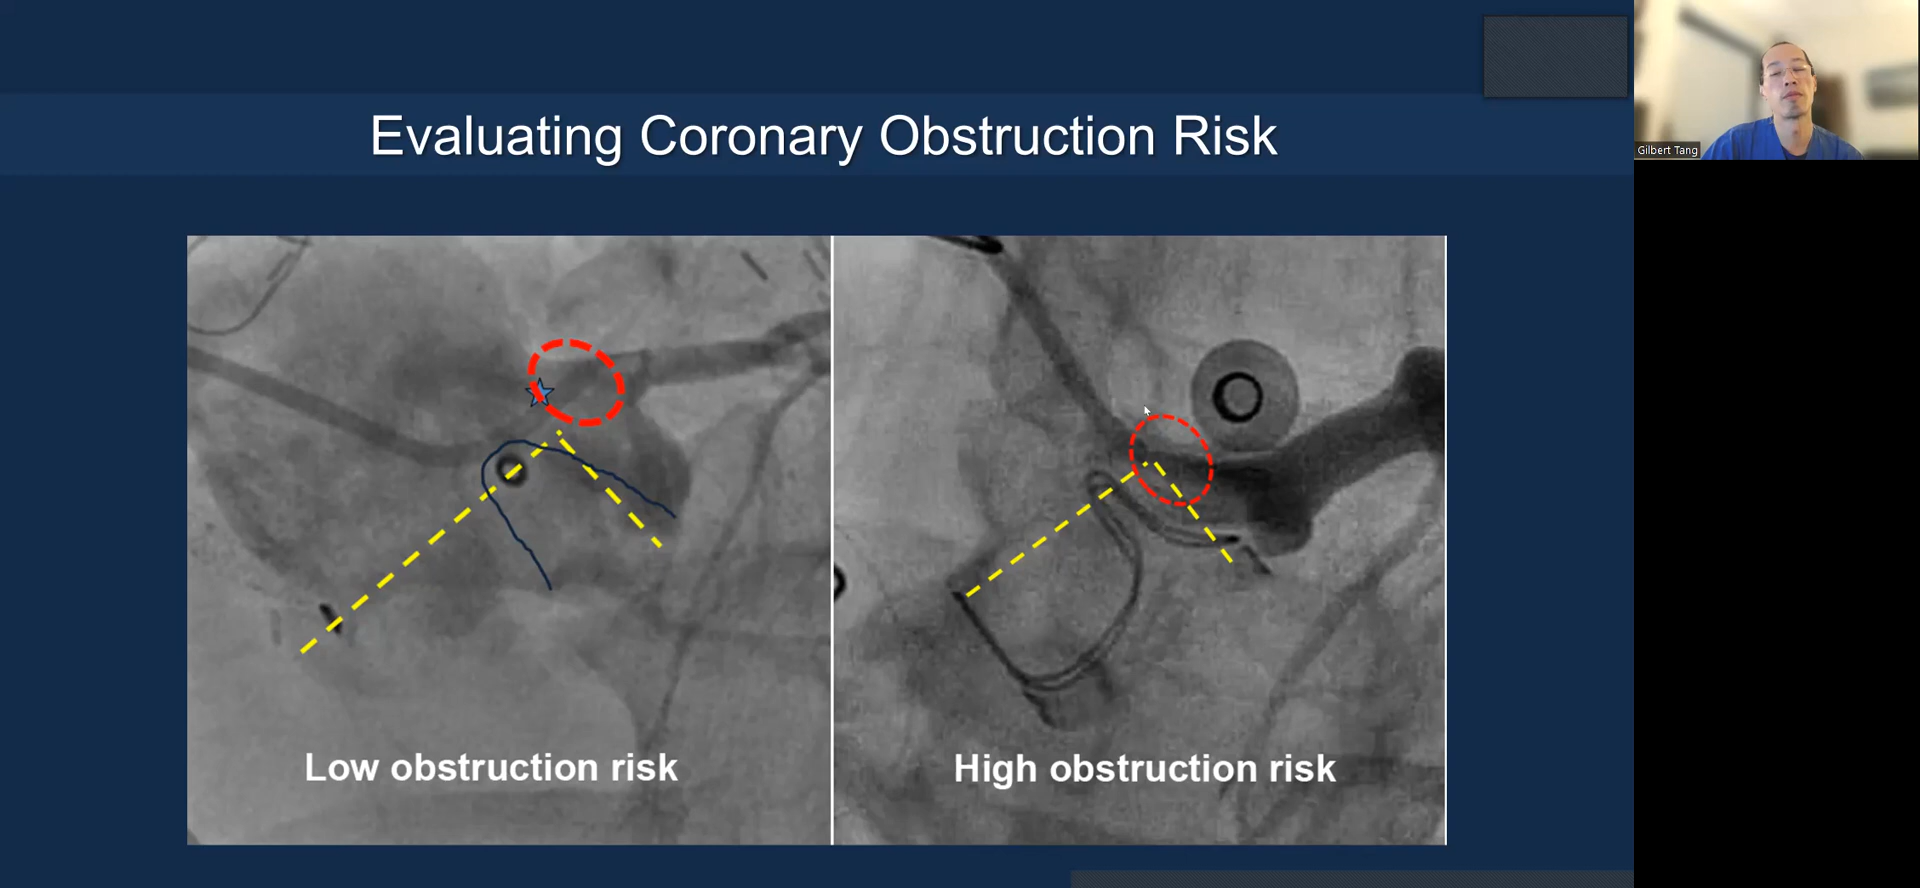 Evaluating Coronary Obstruction Risk
Gilbert Tang
Low obstruction risk
High obstruction risk